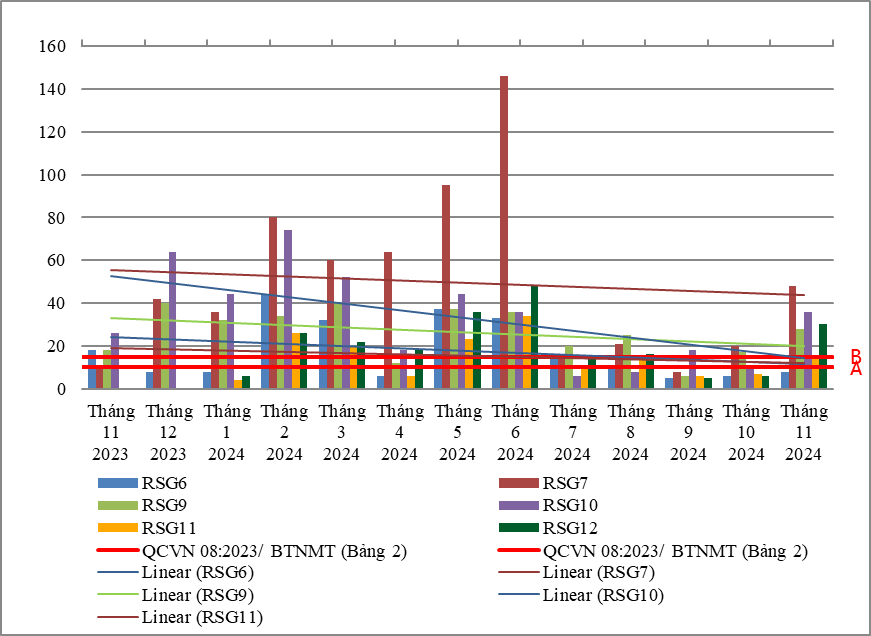 160
140
120
100
80
60
40
20
0
B
A
Tháng 11 2023
Tháng 12 2023
Tháng 1 2024
Tháng 2 2024
Tháng 3 2024
Tháng 4 2024
Tháng 5 2024
Tháng 6 2024
Tháng 7 2024
Tháng 8 2024
Tháng 9 2024
Tháng 10 2024
Tháng 11 2024
RSG6 RSG7
RSG9 RSG10
RSG11 RSG12
QCVN 08:2023/ BTNMT (Bảng 2) QCVN 08:2023/ BTNMT (Bảng 2)
Linear (RSG6) Linear (RSG7)
Linear (RSG9) Linear (RSG10)
Linear (RSG11)